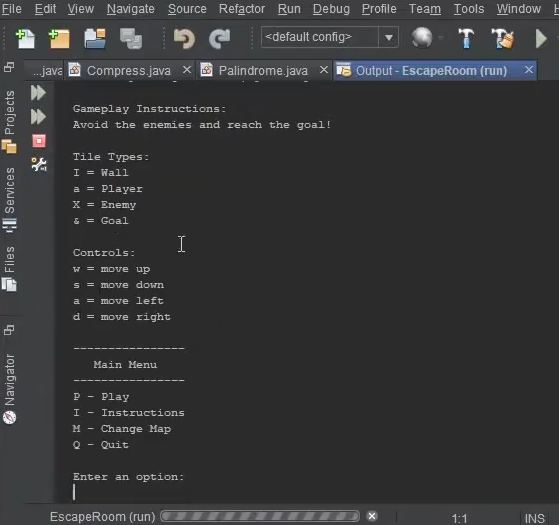 File Edit View Navigate Source Refactor Run Debug Profile Team Tools Window
<default config>
...java Compress.java Palindrome.java Output - EscapeRoom (run)
Projects
Services
Files
Navigator
Gameplay Instructions:
Avoid the enemies and reach the goal!
Tile Types:
I = Wall
a = Player
X = Enemy
& = Goal
Controls:
w = move up
s = move down
a = move left
d = move right
----------------
Main Menu
----------------
P - Play
I - Instructions
M - Change Map
Q - Quit
Enter an option:
EscapeRoom (run) 1:1 INS